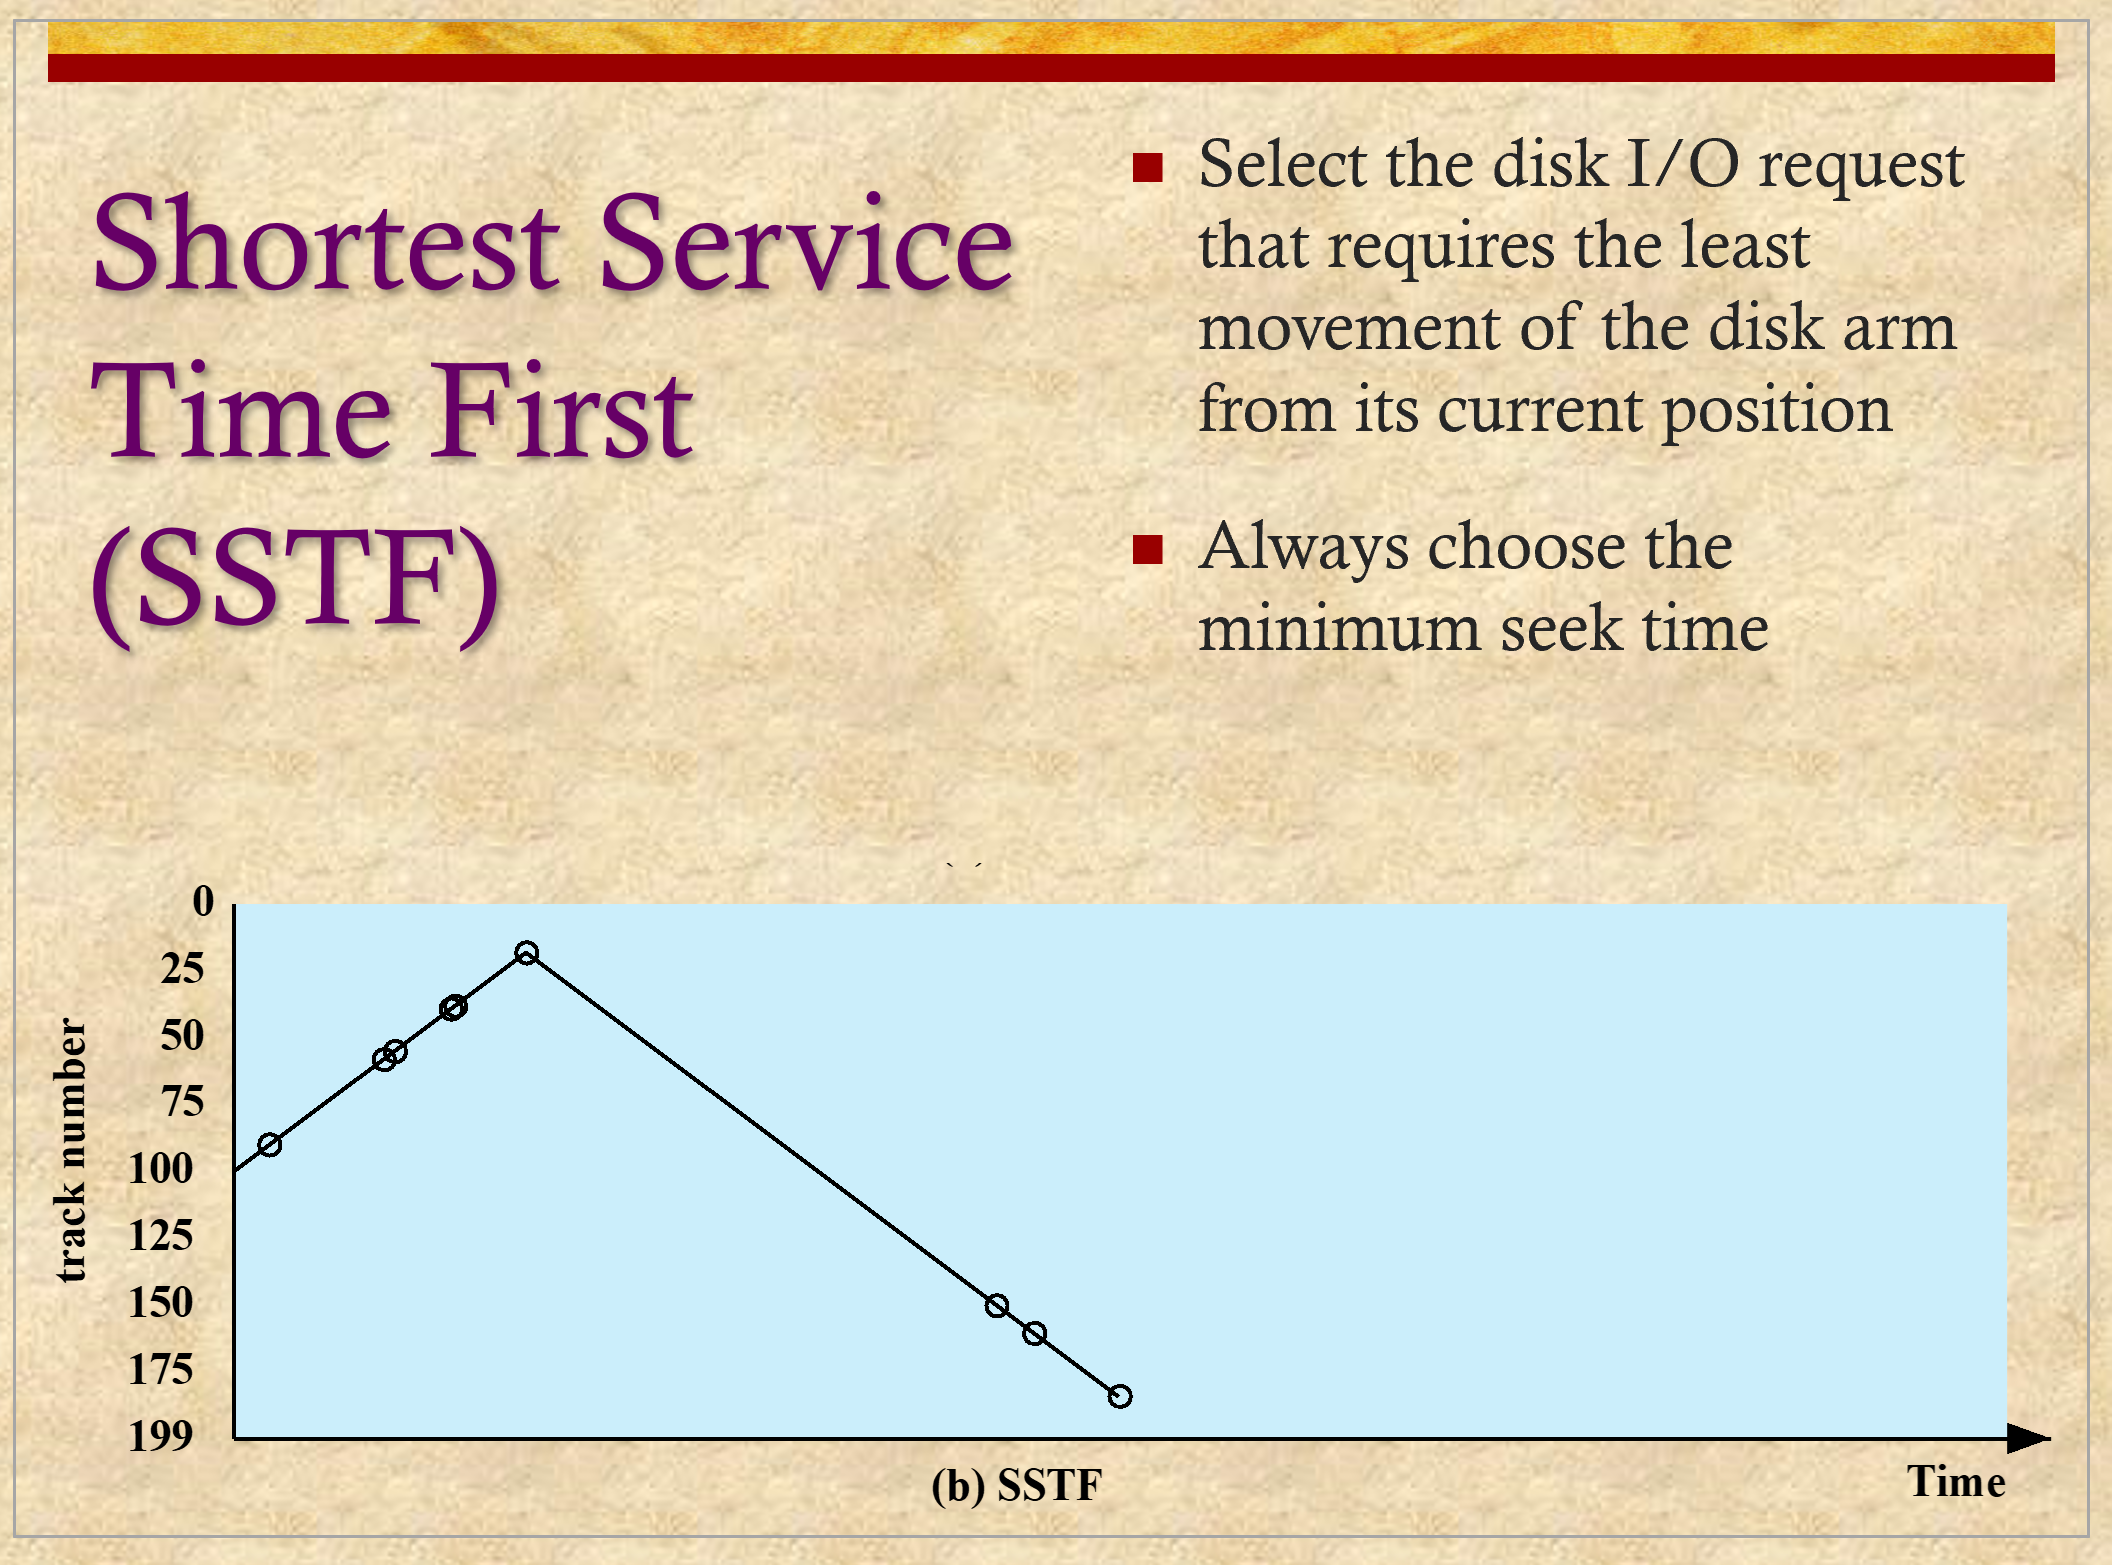 Shortest Service
Time First
(SSTF)
Select the disk I/O request
that requires the least
movement of the disk arm
from its current position
Always choose the
minimum seek time
0
25
50
75
100
125
150
175
199
track number
(b) SSTF
Time